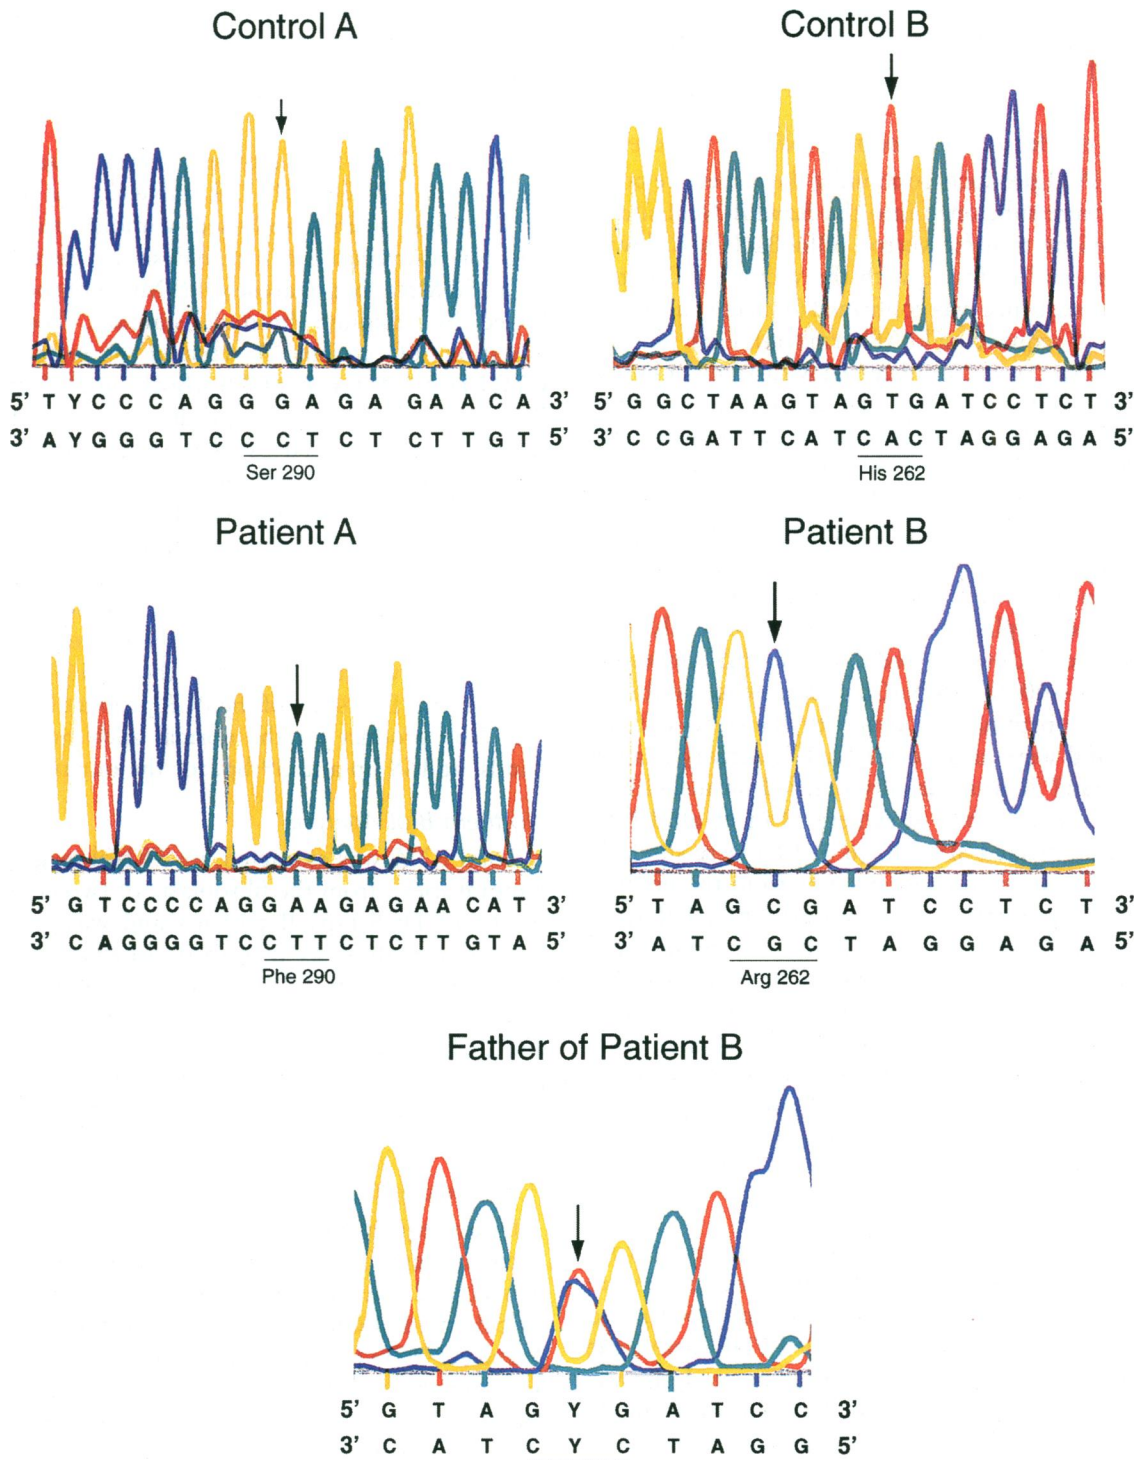 Control A
5' T Y C C C A G G G A G A G A A C A 3'
3' A Y G G G T C C C T C T C T T G T 5'
Ser 290
Control B
5' G G C T A A G T A G T G A T C C T C T 3'
3' C C G A T T C A T C A C T A G G A G A 5'
His 262
Patient A
5' G T C C C C A G G A A G A G A A C A T 3'
3' C A G G G G T C C T T C T C T T G T A 5'
Phe 290
Patient B
5' T A G C G A T C C T C T 3'
3' A T C G C T A G G A G A 5'
Arg 262
Father of Patient B
5' G T A G Y G A T C C 3'
3' C A T C Y C T A G G 5'